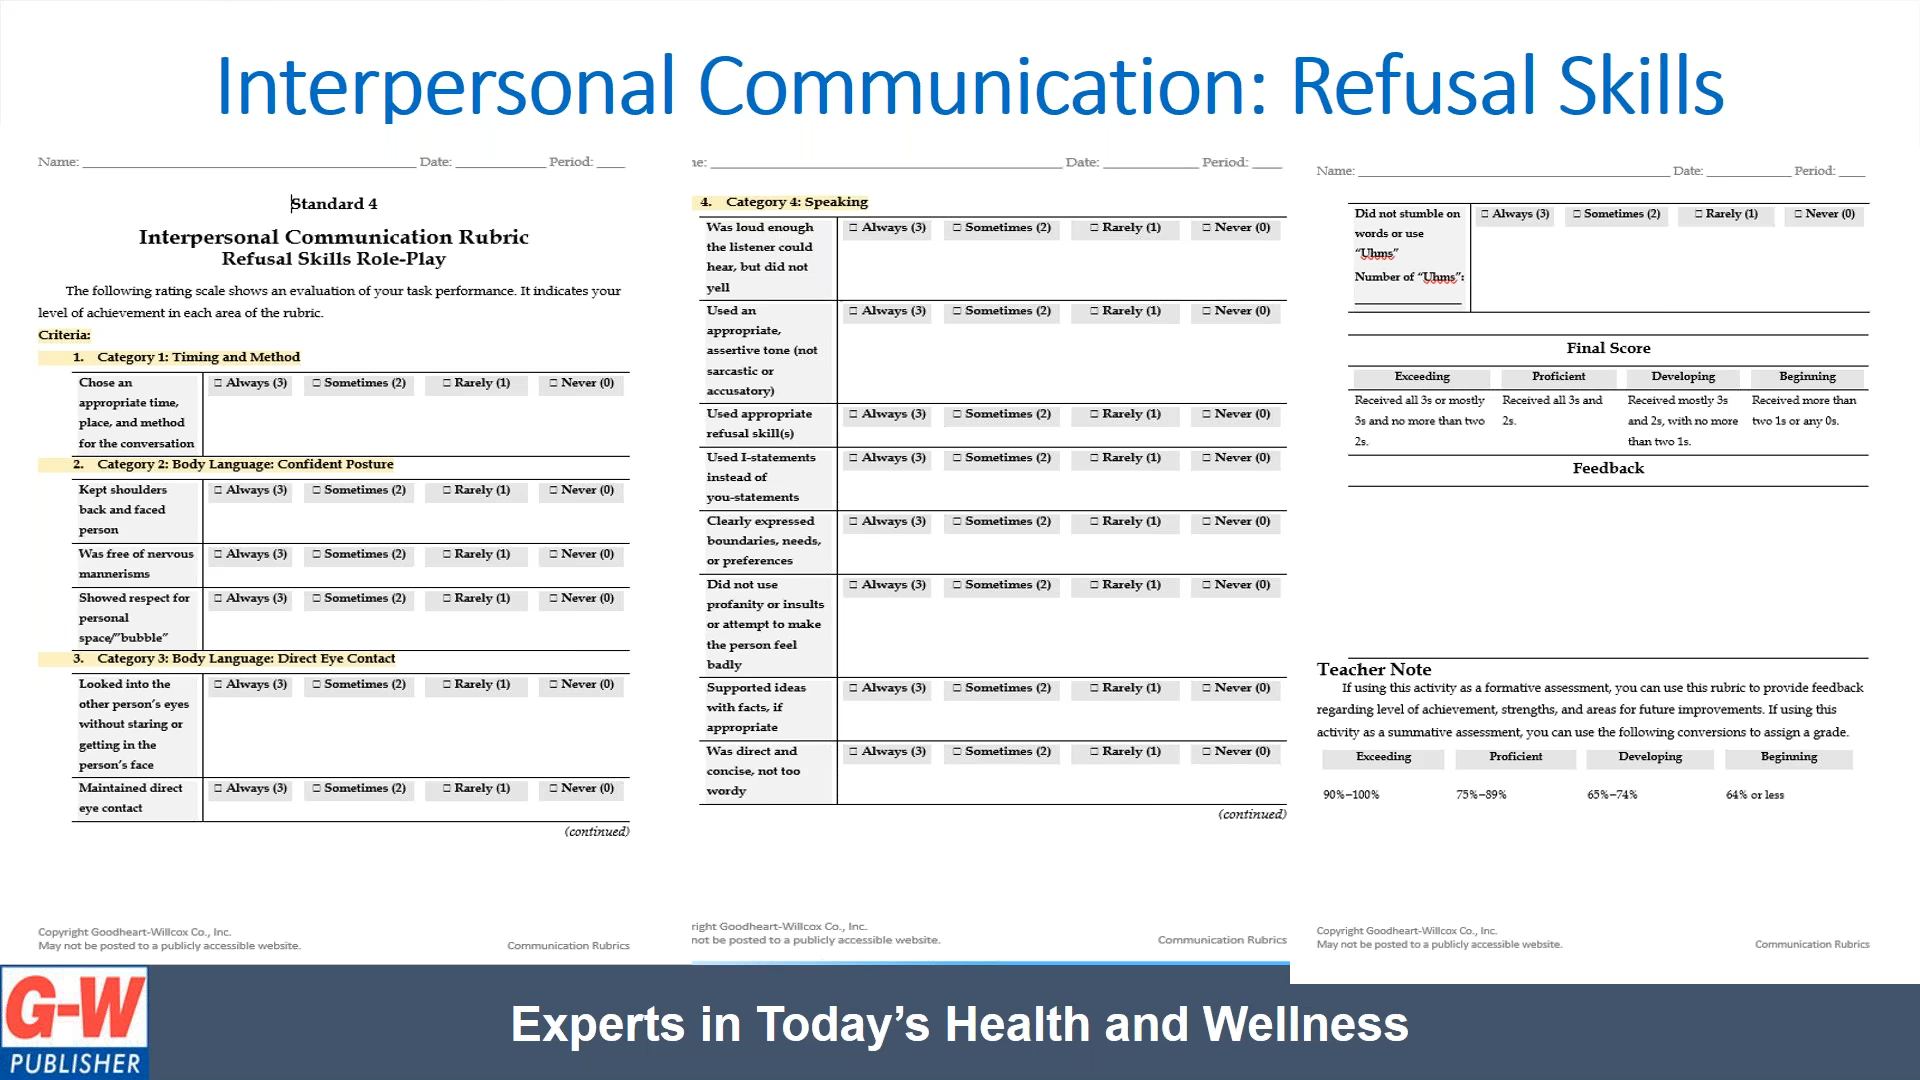 Interpersonal Communication: Refusal Skills
Name: Date: Period:
Standard 4
Interpersonal Communication Rubric
Refusal Skills Role-Play
The following rating scale shows an evaluation of your task performance. It indicates your
level of achievement in each area of the rubric.
Criteria:
1. Category 1: Timing and Method
Chose an □ Always (3) □ Sometimes (2) □ Rarely (1) □ Never (0)
appropriate time,
place, and method
for the conversation
2. Category 2: Body Language: Confident Posture
Kept shoulders □ Always (3) □ Sometimes (2) □ Rarely (1) □ Never (0)
back and faced
person
Was free of nervous □ Always (3) □ Sometimes (2) □ Rarely (1) □ Never (0)
mannerisms
Showed respect for □ Always (3) □ Sometimes (2) □ Rarely (1) □ Never (0)
personal
space/"bubble"
3. Category 3: Body Language: Direct Eye Contact
Looked into the □ Always (3) □ Sometimes (2) □ Rarely (1) □ Never (0)
other person's eyes
without staring or
getting in the
person's face
Maintained direct □ Always (3) □ Sometimes (2) □ Rarely (1) □ Never (0)
eye contact
(continued)
Copyright Goodheart-Willcox Co., Inc.
May not be posted to a publicly accessible website. Communication Rubrics
ne: Date: Period:
4. Category 4: Speaking
Was loud enough □ Always (3) □ Sometimes (2) □ Rarely (1) □ Never (0)
the listener could
hear, but did not
yell
Used an □ Always (3) □ Sometimes (2) □ Rarely (1) □ Never (0)
appropriate,
assertive tone (not
sarcastic or
accusatory)
Used appropriate □ Always (3) □ Sometimes (2) □ Rarely (1) □ Never (0)
refusal skill(s)
Used I-statements □ Always (3) □ Sometimes (2) □ Rarely (1) □ Never (0)
instead of
you-statements
Clearly expressed □ Always (3) □ Sometimes (2) □ Rarely (1) □ Never (0)
boundaries, needs,
or preferences
Did not use □ Always (3) □ Sometimes (2) □ Rarely (1) □ Never (0)
profanity or insults
or attempt to make
the person feel
badly
Supported ideas □ Always (3) □ Sometimes (2) □ Rarely (1) □ Never (0)
with facts, if
appropriate
Was direct and □ Always (3) □ Sometimes (2) □ Rarely (1) □ Never (0)
concise, not too
wordy
(continued)
right Goodheart-Willcox Co., Inc.
not be posted to a publicly accessible website. Communication Rubrics
Name: Date: Period:
Did not stumble on □ Always (3) □ Sometimes (2) □ Rarely (1) □ Never (0)
words or use
“Uhms”
Number of “Uhms”:
Final Score
Exceeding Proficient Developing Beginning
Received all 3s or mostly Received all 3s and Received mostly 3s Received more than
3s and no more than two 2s. and 2s, with no more two 1s or any 0s.
2s. than two 1s.
Feedback
Teacher Note
If using this activity as a formative assessment, you can use this rubric to provide feedback
regarding level of achievement, strengths, and areas for future improvements. If using this
activity as a summative assessment, you can use the following conversions to assign a grade.
Exceeding Proficient Developing Beginning
90%–100% 75%–89% 65%–74% 64% or less
Copyright Goodheart-Willcox Co., Inc.
May not be posted to a publicly accessible website. Communication Rubrics
G-W
PUBLISHER
Experts in Today’s Health and Wellness